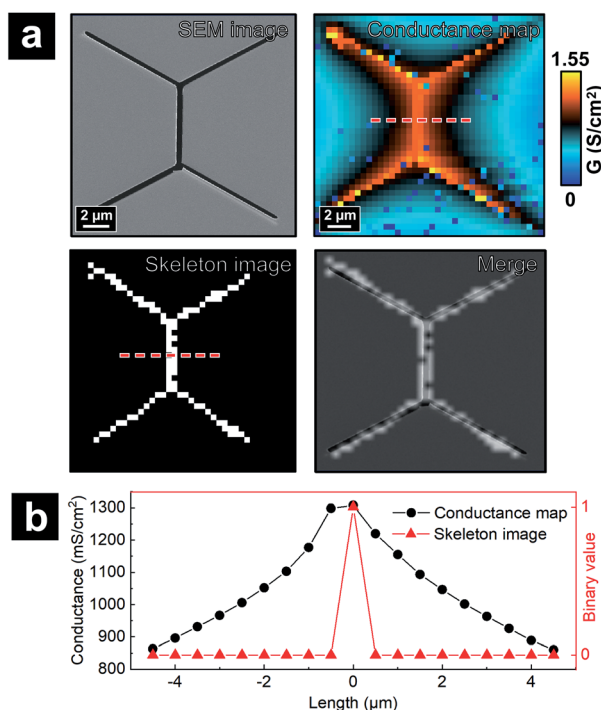 a
SEM image
2 µm
Conductance map
2 µm
1.55
G (S/cm²)
0
Skeleton image
Merge
b
Conductance (mS/cm²)
1300
1200
1100
1000
900
800
Conductance map
Skeleton image
1
0
Binary value
-4
-2
0
2
4
Length (µm)